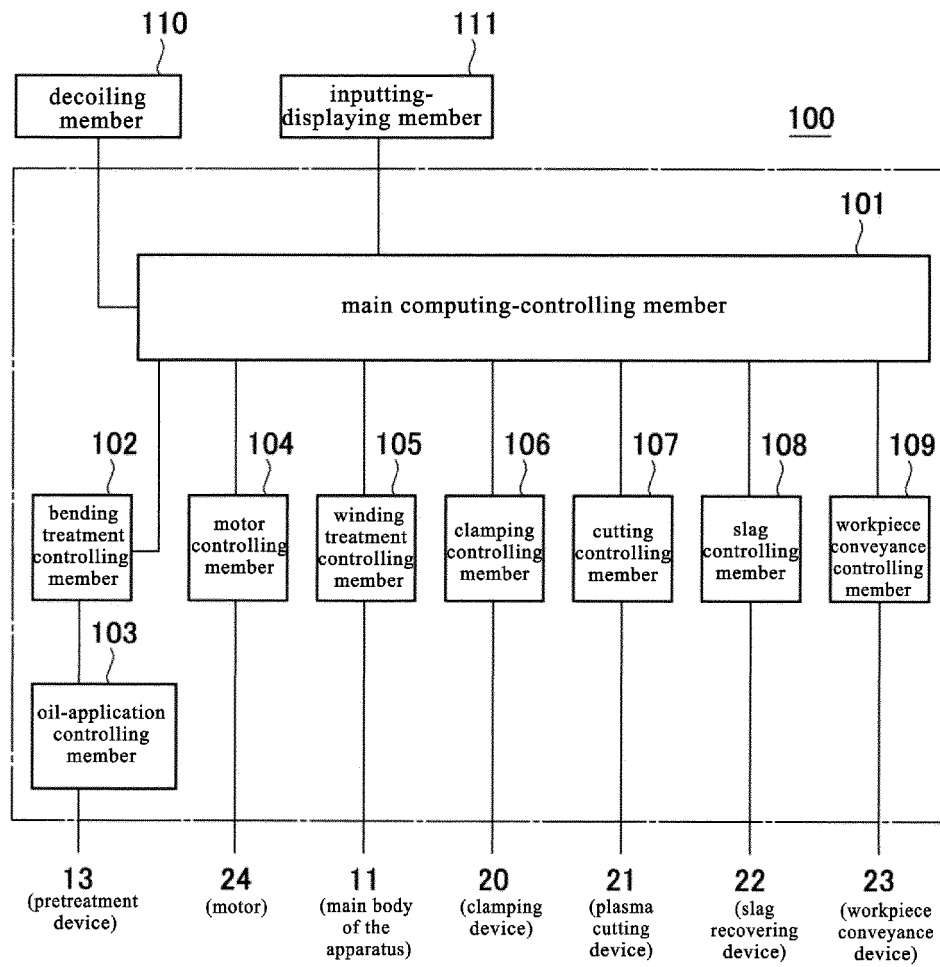 110
111
decoiling
member
inputting-
displaying member
100
101
main computing-controlling member
102
104
105
106
107
108
109
bending
treatment
controlling
member
motor
controlling
member
winding
treatment
controlling
member
clamping
controlling
member
cutting
controlling
member
slag
controlling
member
workpiece
conveyance
controlling
member
103
oil-application
controlling
member
13
(pretreatment
device)
24
(motor)
11
(main body
of the
apparatus)
20
(clamping
device)
21
(plasma
cutting
device)
22
(slag
recovering
device)
23
(workpiece
conveyance
device)